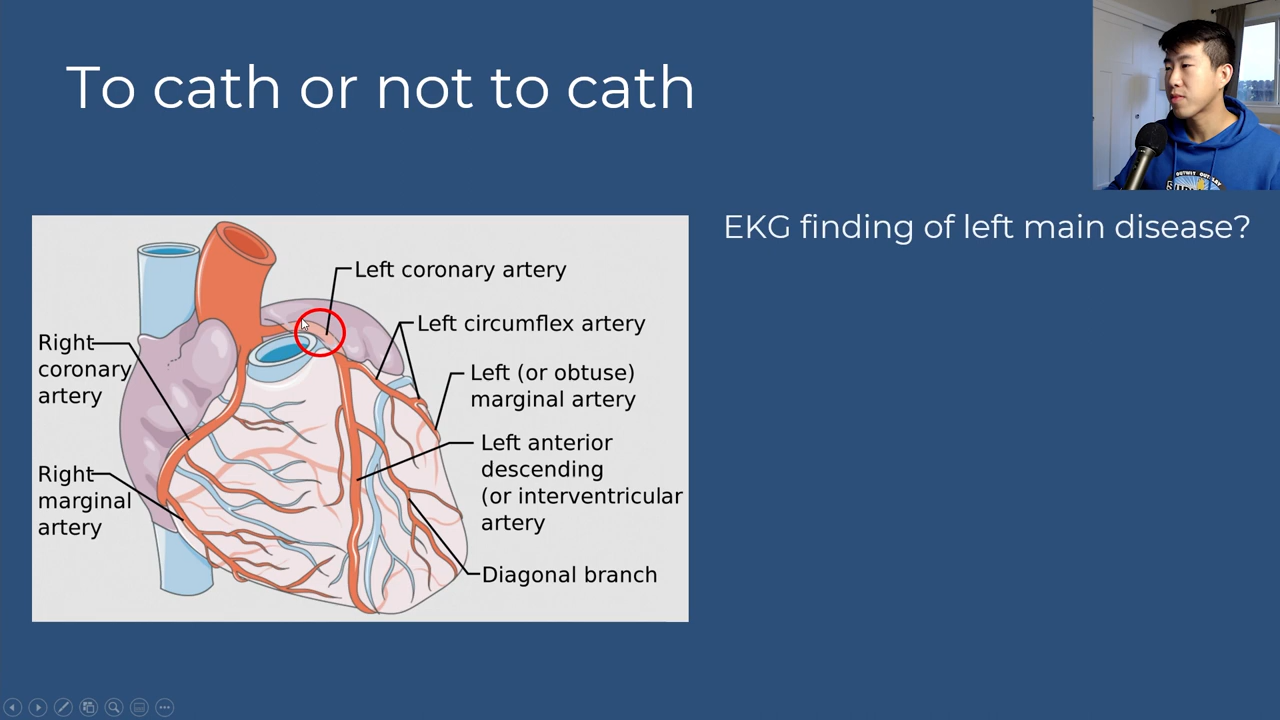 To cath or not to cath
EKG finding of left main disease?
Left coronary artery
Left circumflex artery
Right
coronary
artery
Left (or obtuse)
marginal artery
Left anterior
descending
(or interventricular
artery
Right
marginal
artery
Diagonal branch